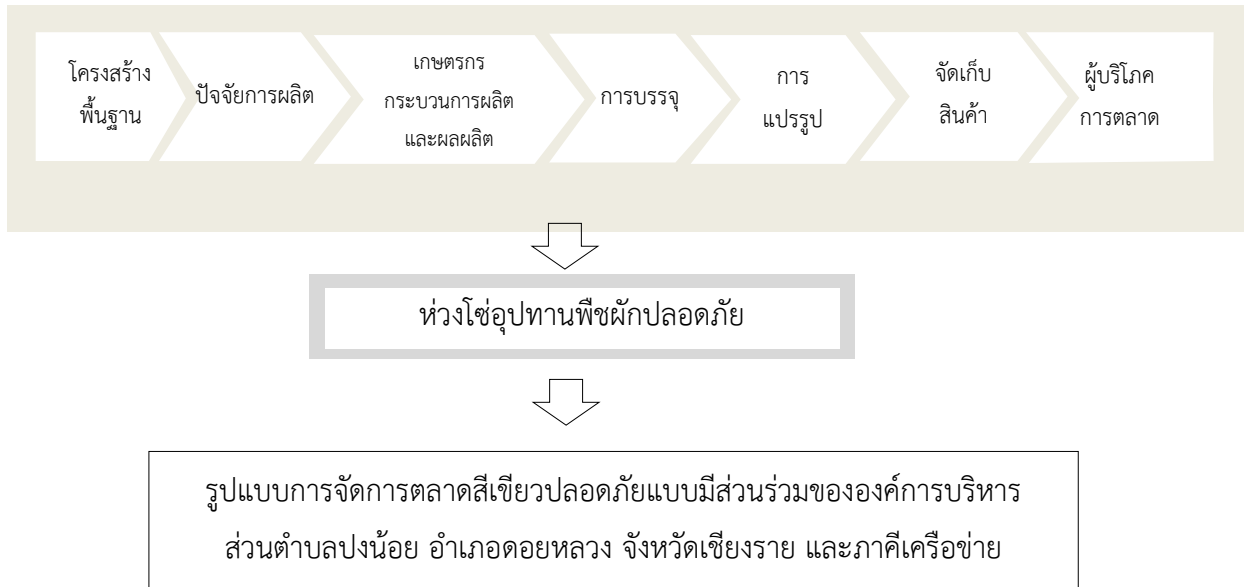 โครงสร้าง
พื้นฐาน
ปัจจัยการผลิต
เกษตรกร
กระบวนการผลิต
และผลผลิต
การบรรจุ
การ
แปรรูป
จัดเก็บ
สินค้า
ผู้บริโภค
การตลาด
ห่วงโซ่อุปทานพืชผักปลอดภัย
รูปแบบการจัดการตลาดสีเขียวปลอดภัยแบบมีส่วนร่วมขององค์การบริหาร
ส่วนตำบลปงน้อย อำเภอดอยหลวง จังหวัดเชียงราย และภาคีเครือข่าย